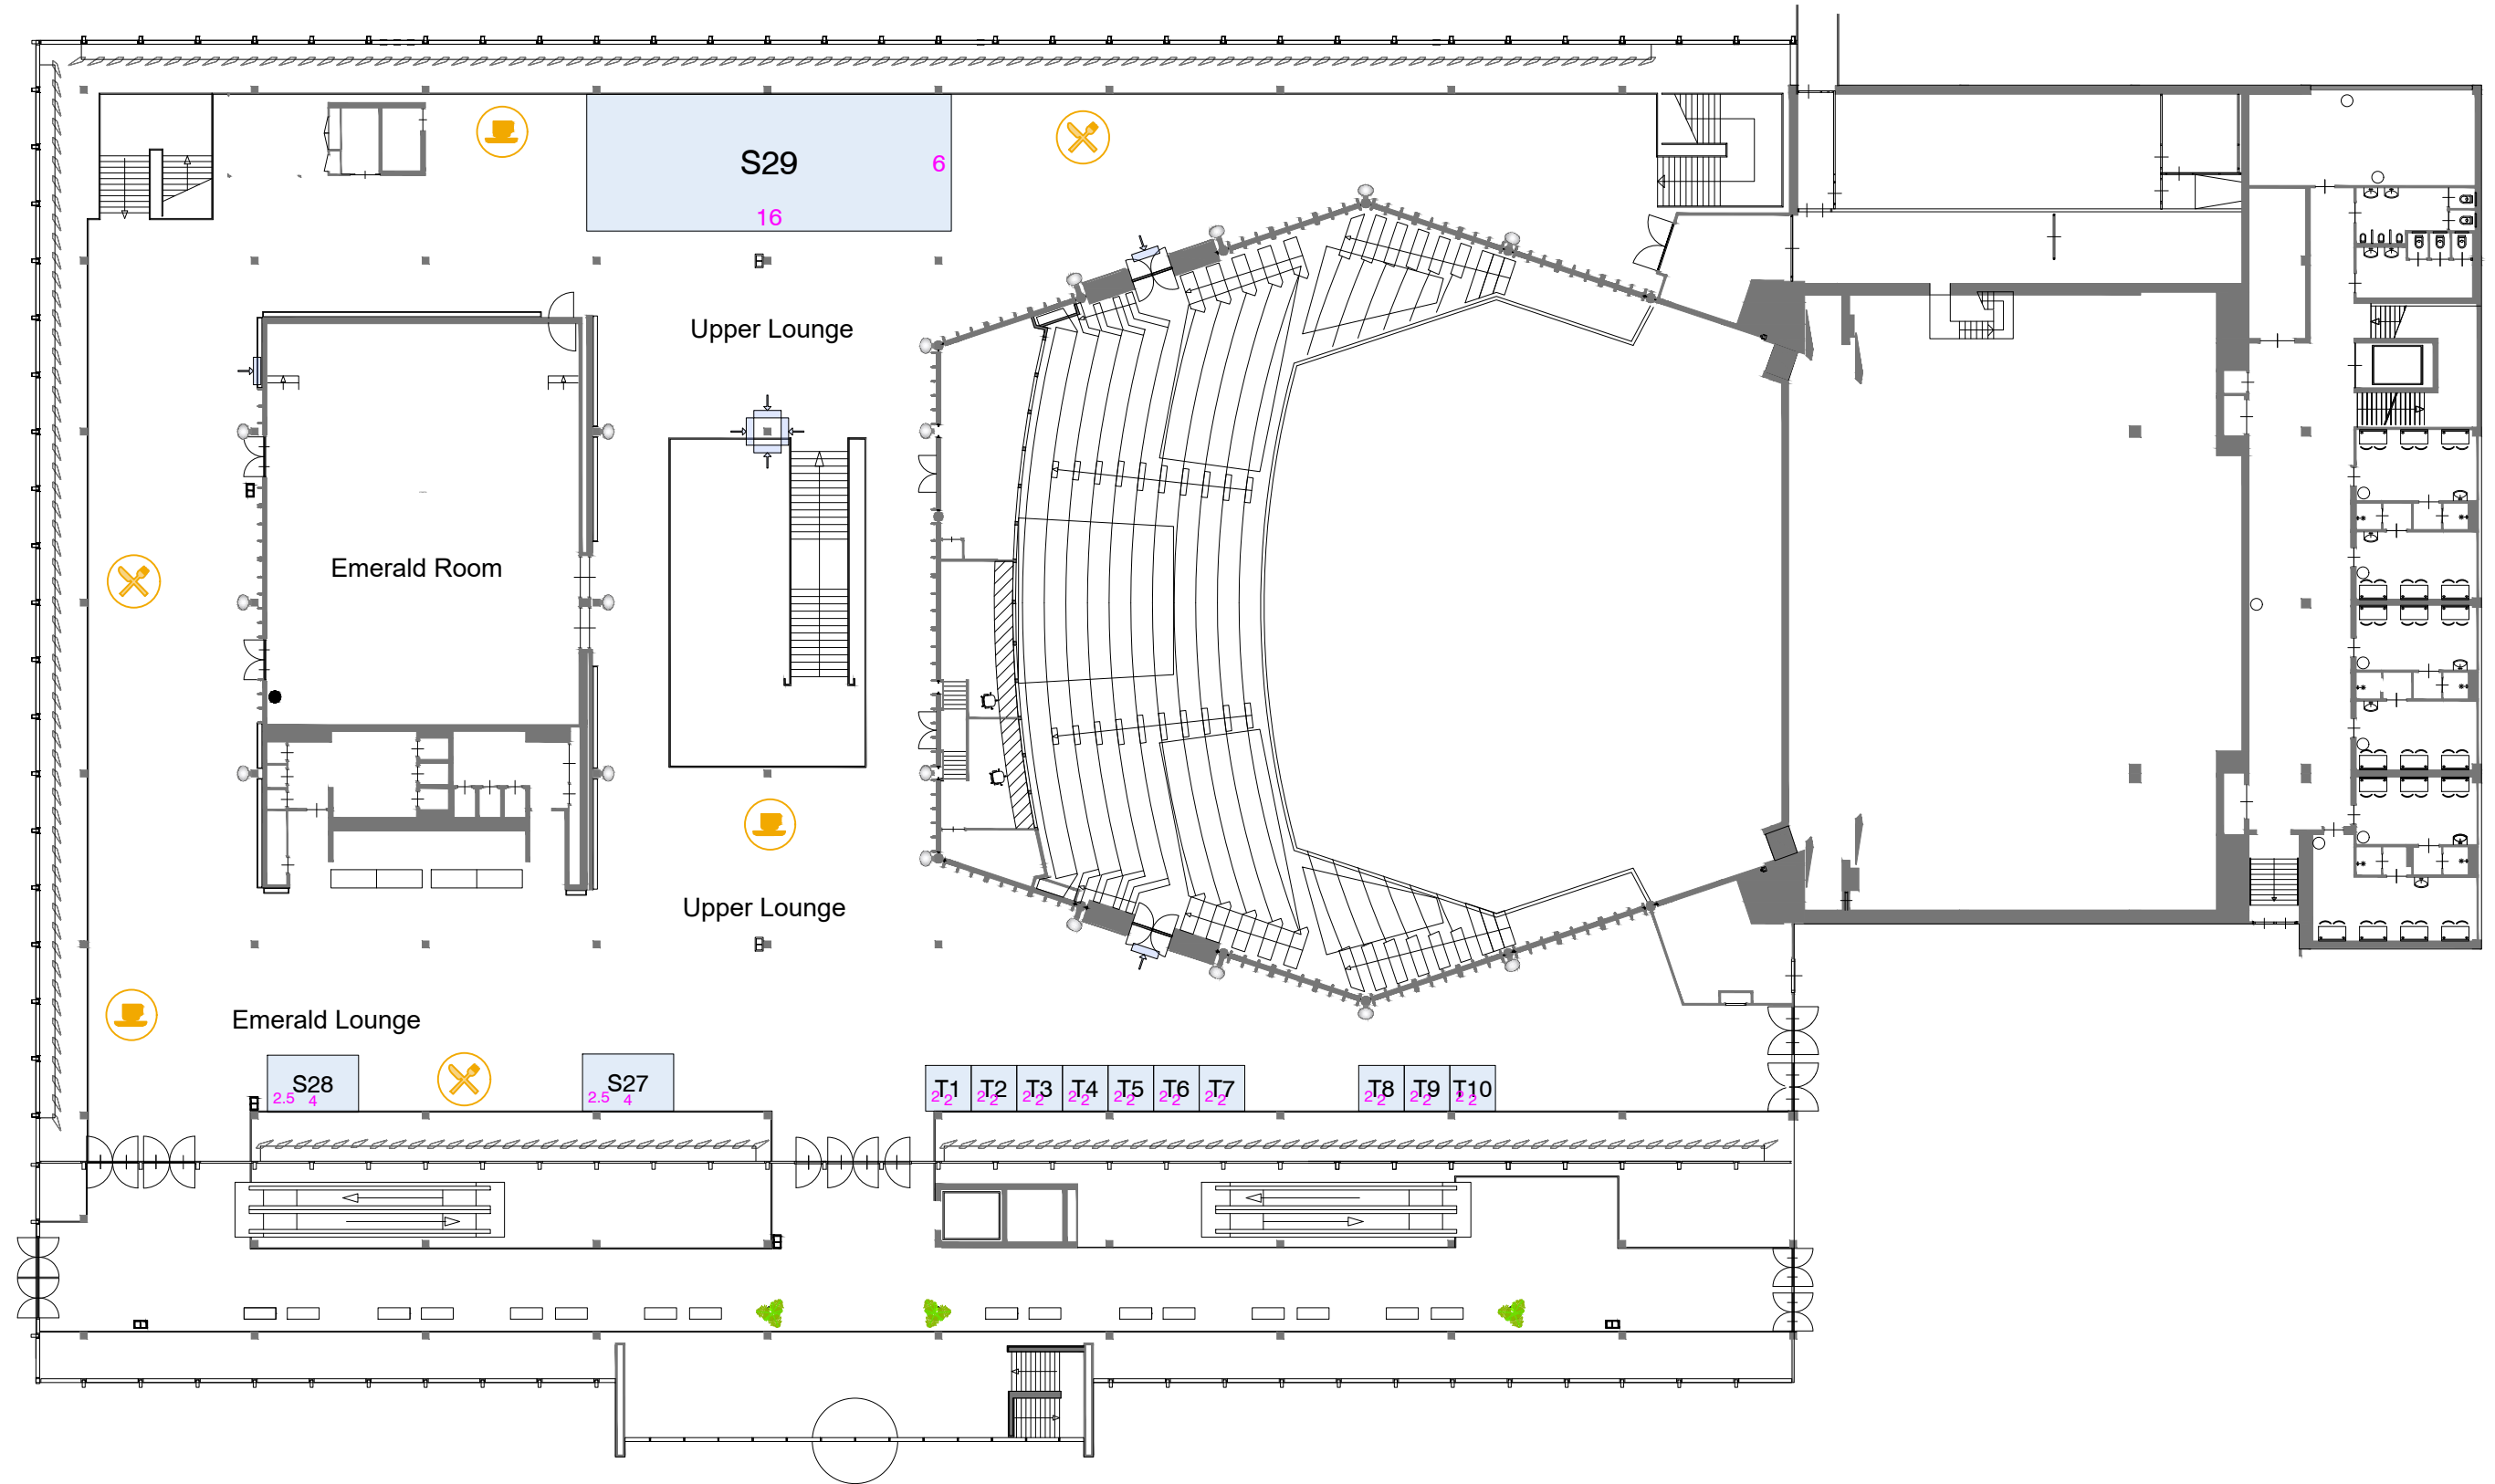 S29
6
16
Upper Lounge
Emerald Room
Upper Lounge
Emerald Lounge
S28
2.5 4
S27
2.5 4
T1 T2 T3 T4 T5 T6 T7 T8 T9 T10
2 2 2 2 2 2 2 2 2 2 2 2 2 2 2 2 2 2 2 2